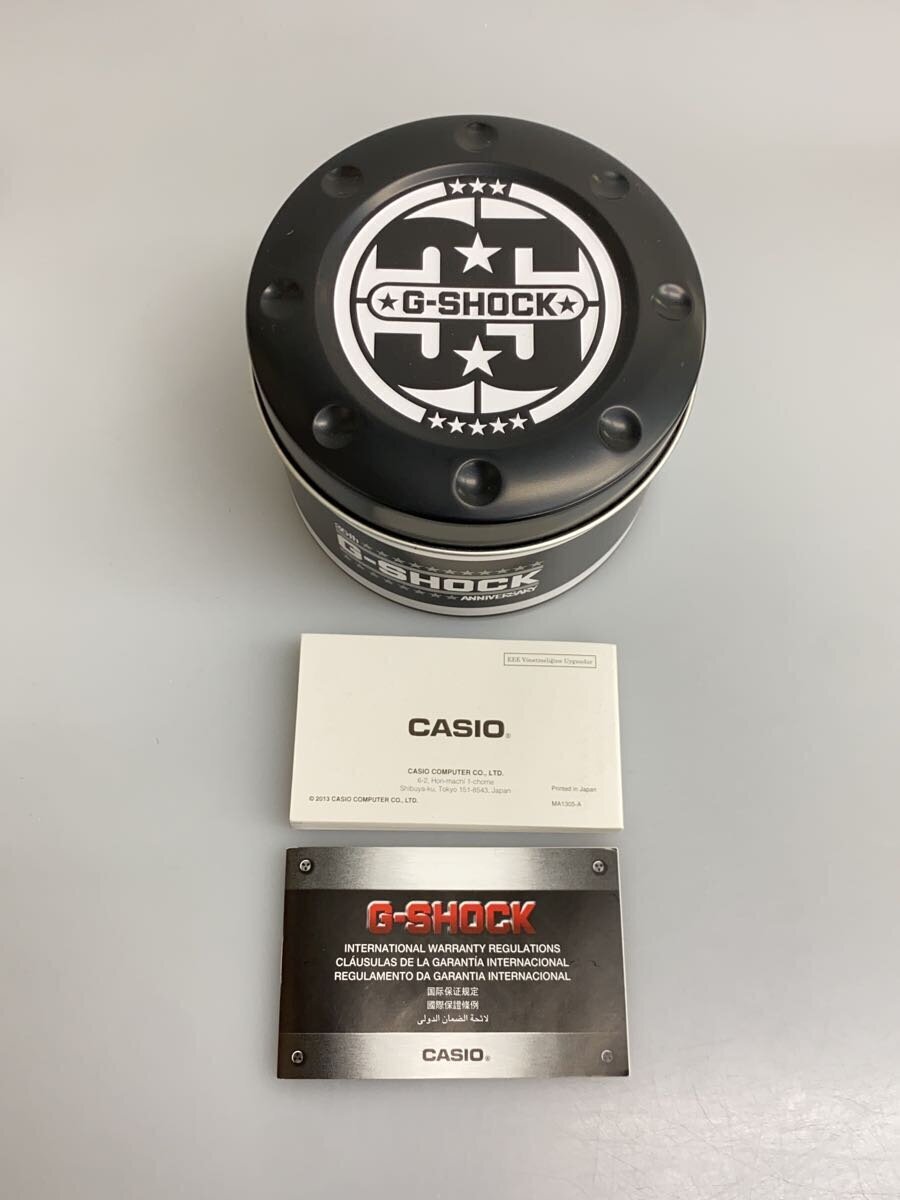 G-SHOCK
30th
G-SHOCK
ANNIVERSARY
EEE Yönetmeliğine Uygundur
CASIO®
CASIO COMPUTER CO., LTD.
6-2, Hon-machi 1-chome
Shibuya-ku, Tokyo 151-8543, Japan
Printed in Japan
© 2013 CASIO COMPUTER CO., LTD.
MA1305-A
G-SHOCK
INTERNATIONAL WARRANTY REGULATIONS
CLÁUSULAS DE LA GARANTÍA INTERNACIONAL
REGULAMENTO DA GARANTIA INTERNACIONAL
国际保证规定
國際保證條例
لائحة الضمان الدولى
CASIO®